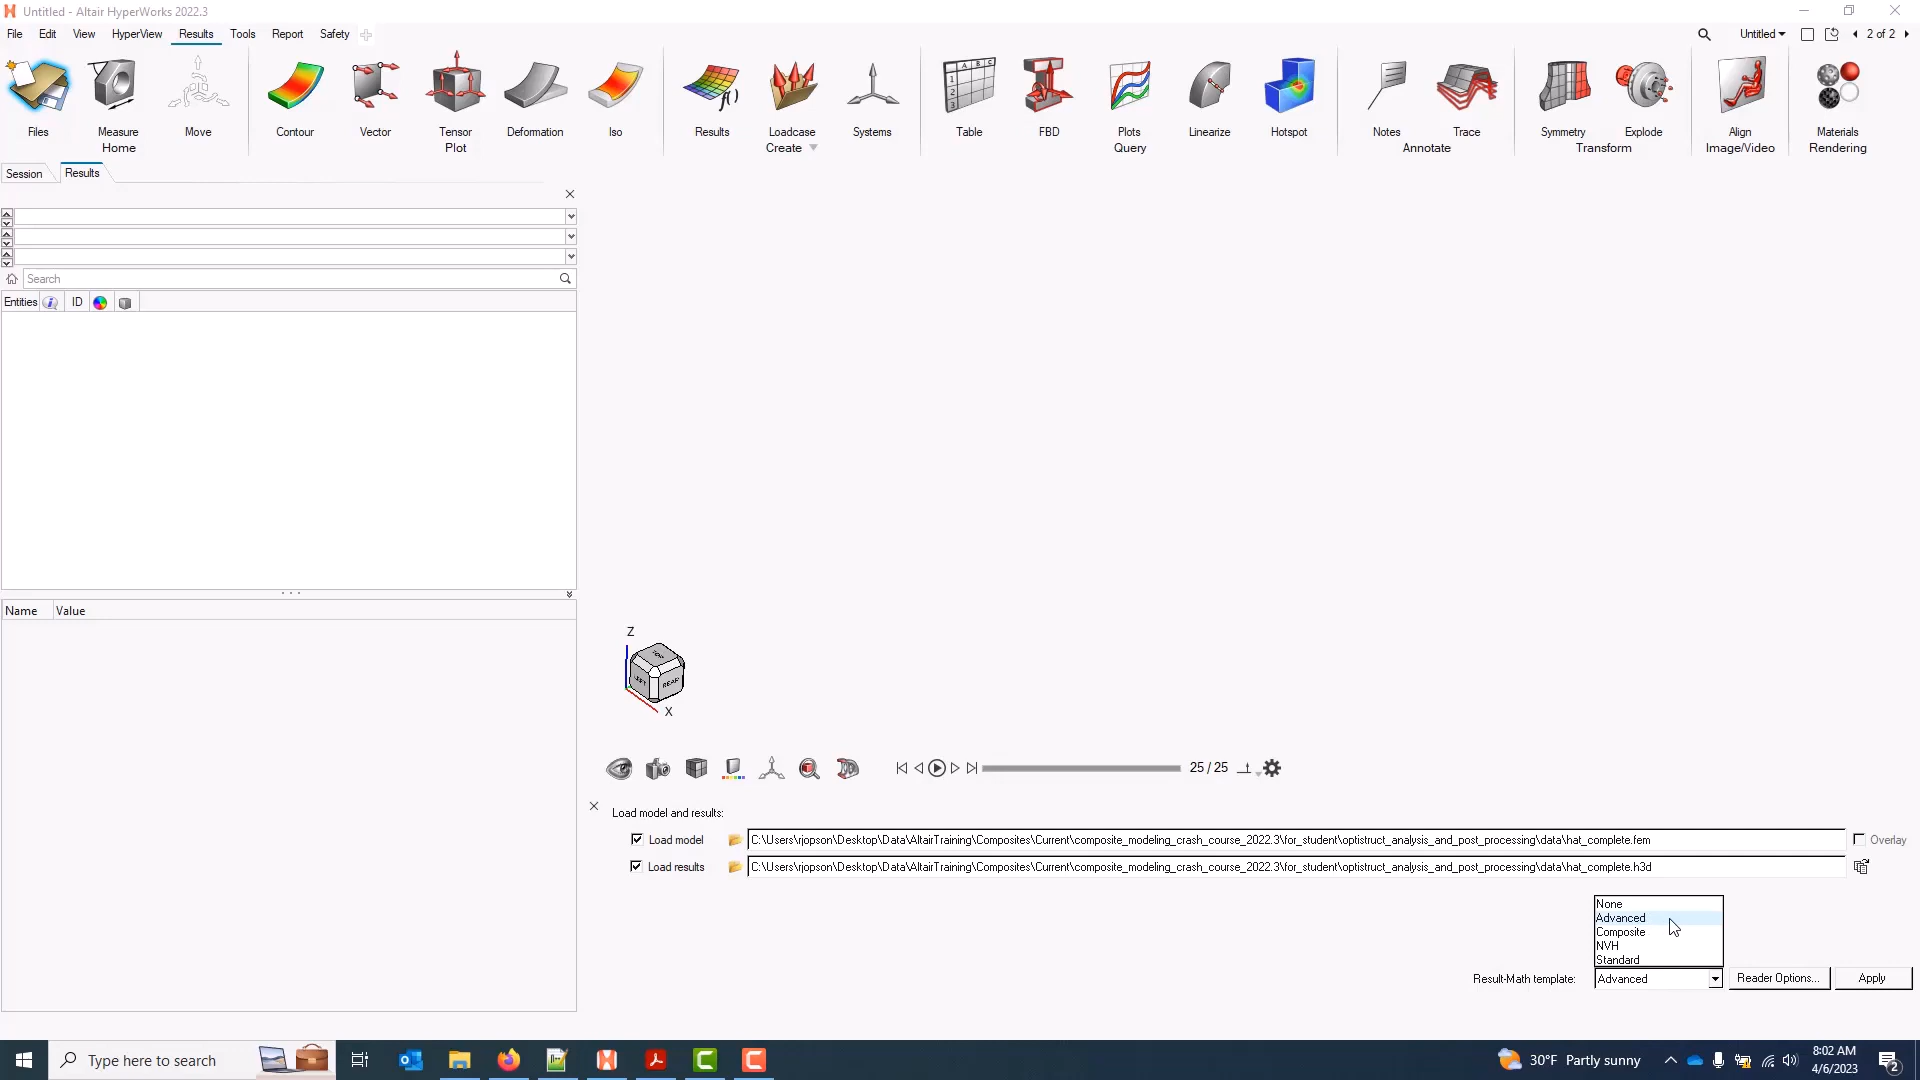 Untitled - Altair HyperWorks 2022.3
File Edit View HyperView Results Tools Report Safety Untitled 2 of 2
Files Measure Move Contour Vector Tensor Deformation Iso Results Loadcase Systems Table FBD Plots Linearize Hotspot Notes Trace Symmetry Explode Align Materials
Home Plot Create Query Annotate Transform Image/Video Rendering
Session Results
Search
Entities ID
Name Value
Z
TOP
LEFT REAR
X
25 / 25
Load model and results:
Load model C:\Users\rjopson\Desktop\Data\AltairTraining\Composites\Current\composite_modeling_crash_course_2022.3\for_student\optistruct_analysis_and_post_processing\data\hat_complete.fem Overlay
Load results C:\Users\rjopson\Desktop\Data\AltairTraining\Composites\Current\composite_modeling_crash_course_2022.3\for_student\optistruct_analysis_and_post_processing\data\hat_complete.h3d
None
Advanced
Composite
NVH
Standard
Result-Math template: Advanced Reader Options... Apply
Type here to search 30°F Partly sunny 8:02 AM
4/6/2023 2